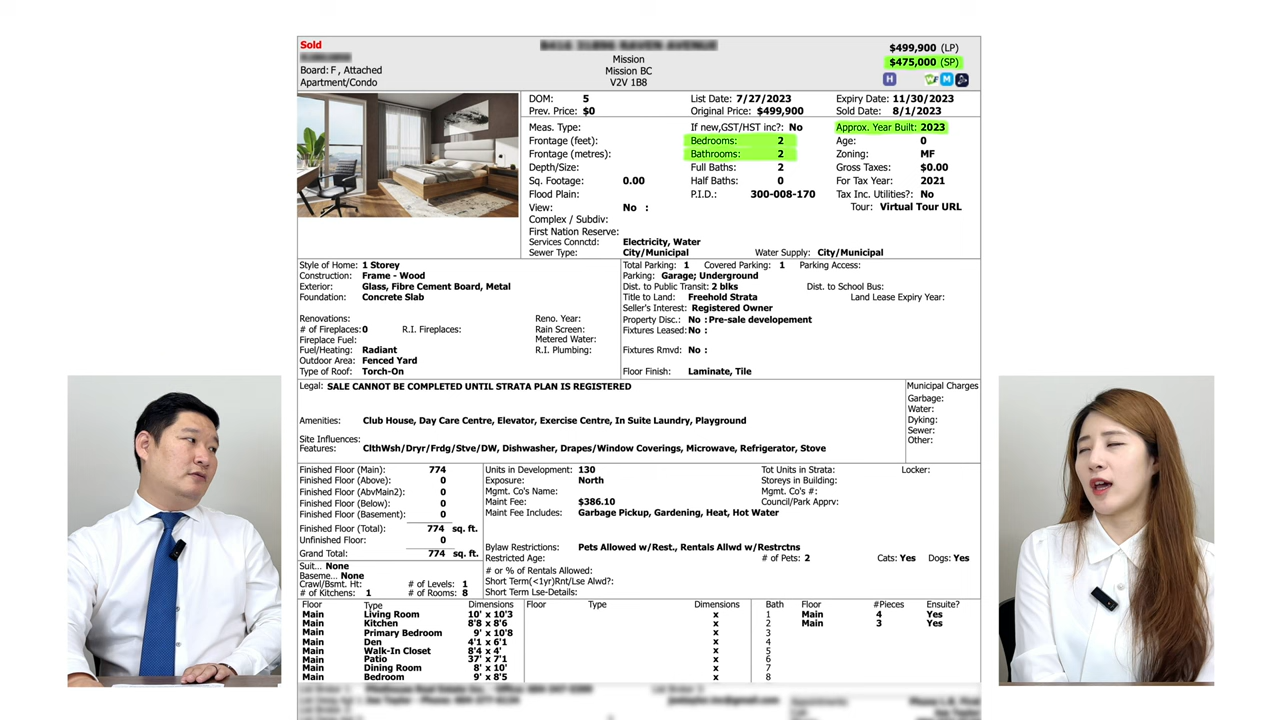 Sold
$499,900 (LP)
Mission
$475,000 (SP)
Board: F, Attached
Mission BC
Apartment/Condo
V2V 1B8
H
M
DOM: 5
List Date: 7/27/2023
Expiry Date: 11/30/2023
Prev. Price: $0
Original Price: $499,900
Sold Date: 8/1/2023
Meas. Type:
If new,GST/HST inc?: No
Approx. Year Built: 2023
Frontage (feet):
Bedrooms: 2
Age: 0
Frontage (metres):
Bathrooms: 2
Zoning: MF
Depth/Size:
Full Baths: 2
Gross Taxes: $0.00
Sq. Footage: 0.00
Half Baths: 0
For Tax Year: 2021
Flood Plain:
P.I.D.: 300-008-170
Tax Inc. Utilities?: No
View: No :
Tour: Virtual Tour URL
Complex / Subdiv:
First Nation Reserve:
Services Connctd: Electricity, Water
Sewer Type: City/Municipal
Water Supply: City/Municipal
Style of Home: 1 Storey
Construction: Frame - Wood
Exterior: Glass, Fibre Cement Board, Metal
Foundation: Concrete Slab
Total Parking: 1 Covered Parking: 1 Parking Access:
Parking: Garage; Underground
Dist. to Public Transit: 2 blks
Dist. to School Bus:
Title to Land: Freehold Strata
Land Lease Expiry Year:
Seller's Interest: Registered Owner
Property Disc.: No : Pre-sale developement
Fixtures Leased: No :
Fixtures Rmvd: No :
Floor Finish: Laminate, Tile
Renovations:
Reno. Year:
# of Fireplaces: 0
R.I. Fireplaces:
Rain Screen:
Fireplace Fuel:
Metered Water:
Fuel/Heating: Radiant
R.I. Plumbing:
Outdoor Area: Fenced Yard
Type of Roof: Torch-On
Legal: SALE CANNOT BE COMPLETED UNTIL STRATA PLAN IS REGISTERED
Amenities: Club House, Day Care Centre, Elevator, Exercise Centre, In Suite Laundry, Playground
Site Influences:
Features: ClthWsh/Dryr/Frdg/Stve/DW, Dishwasher, Drapes/Window Coverings, Microwave, Refrigerator, Stove
Municipal Charges
Garbage:
Water:
Dyking:
Sewer:
Other:
Finished Floor (Main): 774
Finished Floor (Above): 0
Finished Floor (AbvMain2): 0
Finished Floor (Below): 0
Finished Floor (Basement): 0
Finished Floor (Total): 774 sq. ft.
Unfinished Floor: 0
Grand Total: 774 sq. ft.
Suit... None
Baseme... None
Crawl/Bsmt. Ht:
# of Levels: 1
# of Kitchens: 1
# of Rooms: 8
Units in Development: 130
Tot Units in Strata:
Locker:
Exposure: North
Storeys in Building:
Mgmt. Co's Name:
Mgmt. Co's #:
Maint Fee: $386.10
Council/Park Apprv:
Maint Fee Includes: Garbage Pickup, Gardening, Heat, Hot Water
Bylaw Restrictions: Pets Allowed w/Rest., Rentals Allwd w/Restrctns
Restricted Age:
# of Pets: 2
Cats: Yes Dogs: Yes
# or % of Rentals Allowed:
Short Term(<1yr)Rnt/Lse Alwd?:
Short Term Lse-Details:
Floor Type Dimensions Floor Type Dimensions Bath Floor #Pieces Ensuite?
Main Living Room 10' x 10'3 x 1 Main 4 Yes
Main Kitchen 8'8 x 8'6 x 2 Main 3 Yes
Main Primary Bedroom 9' x 10'8 x 3
Main Den 4'1 x 6'1 x 4
Main Walk-In Closet 8'4 x 4' x 5
Main Patio 37' x 7'1 x 6
Main Dining Room 8' x 10' x 7
Main Bedroom 9' x 8'5 x 8